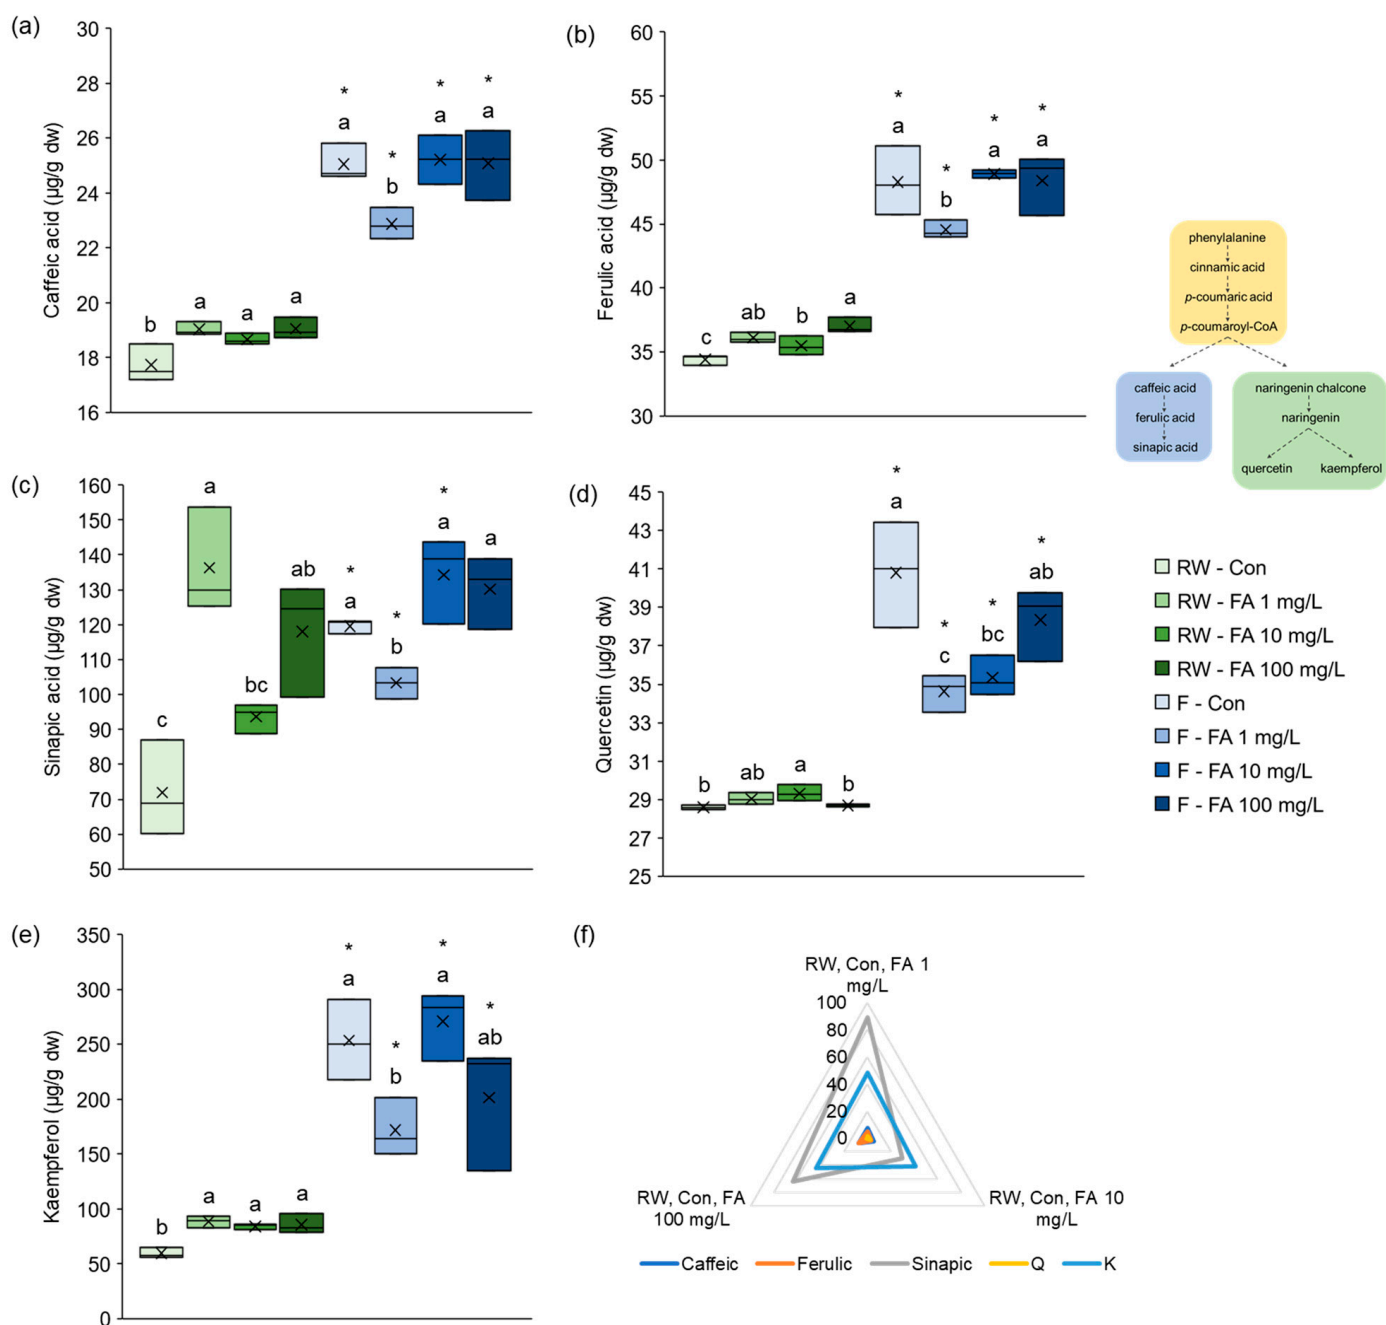 (a)
Caffeic acid (µg/g dw)
30
28
26
24
22
20
18
16
b
a
a
a
*
a
*
b
*
a
*
a
(b)
Ferulic acid (µg/g dw)
60
55
50
45
40
35
30
c
ab
b
a
*
a
*
b
*
a
*
a
phenylalanine
cinnamic acid
p-coumaric acid
p-coumaroyl-CoA
caffeic acid
ferulic acid
sinapic acid
naringenin chalcone
naringenin
quercetin kaempferol
(c)
Sinapic acid (µg/g dw)
160
150
140
130
120
110
100
90
80
70
60
50
c
a
bc
ab
*
a
*
b
*
a
a
(d)
Quercetin (µg/g dw)
45
43
41
39
37
35
33
31
29
27
25
b
ab
a
b
*
a
*
c
*
bc
*
ab
RW - Con
RW - FA 1 mg/L
RW - FA 10 mg/L
RW - FA 100 mg/L
F - Con
F - FA 1 mg/L
F - FA 10 mg/L
F - FA 100 mg/L
(e)
Kaempferol (µg/g dw)
350
300
250
200
150
100
50
0
b
a
a
a
*
a
*
b
*
a
*
ab
(f)
RW, Con, FA 1
mg/L
100
80
60
40
20
0
RW, Con, FA
100 mg/L
RW, Con, FA 10
mg/L
Caffeic Ferulic Sinapic Q K